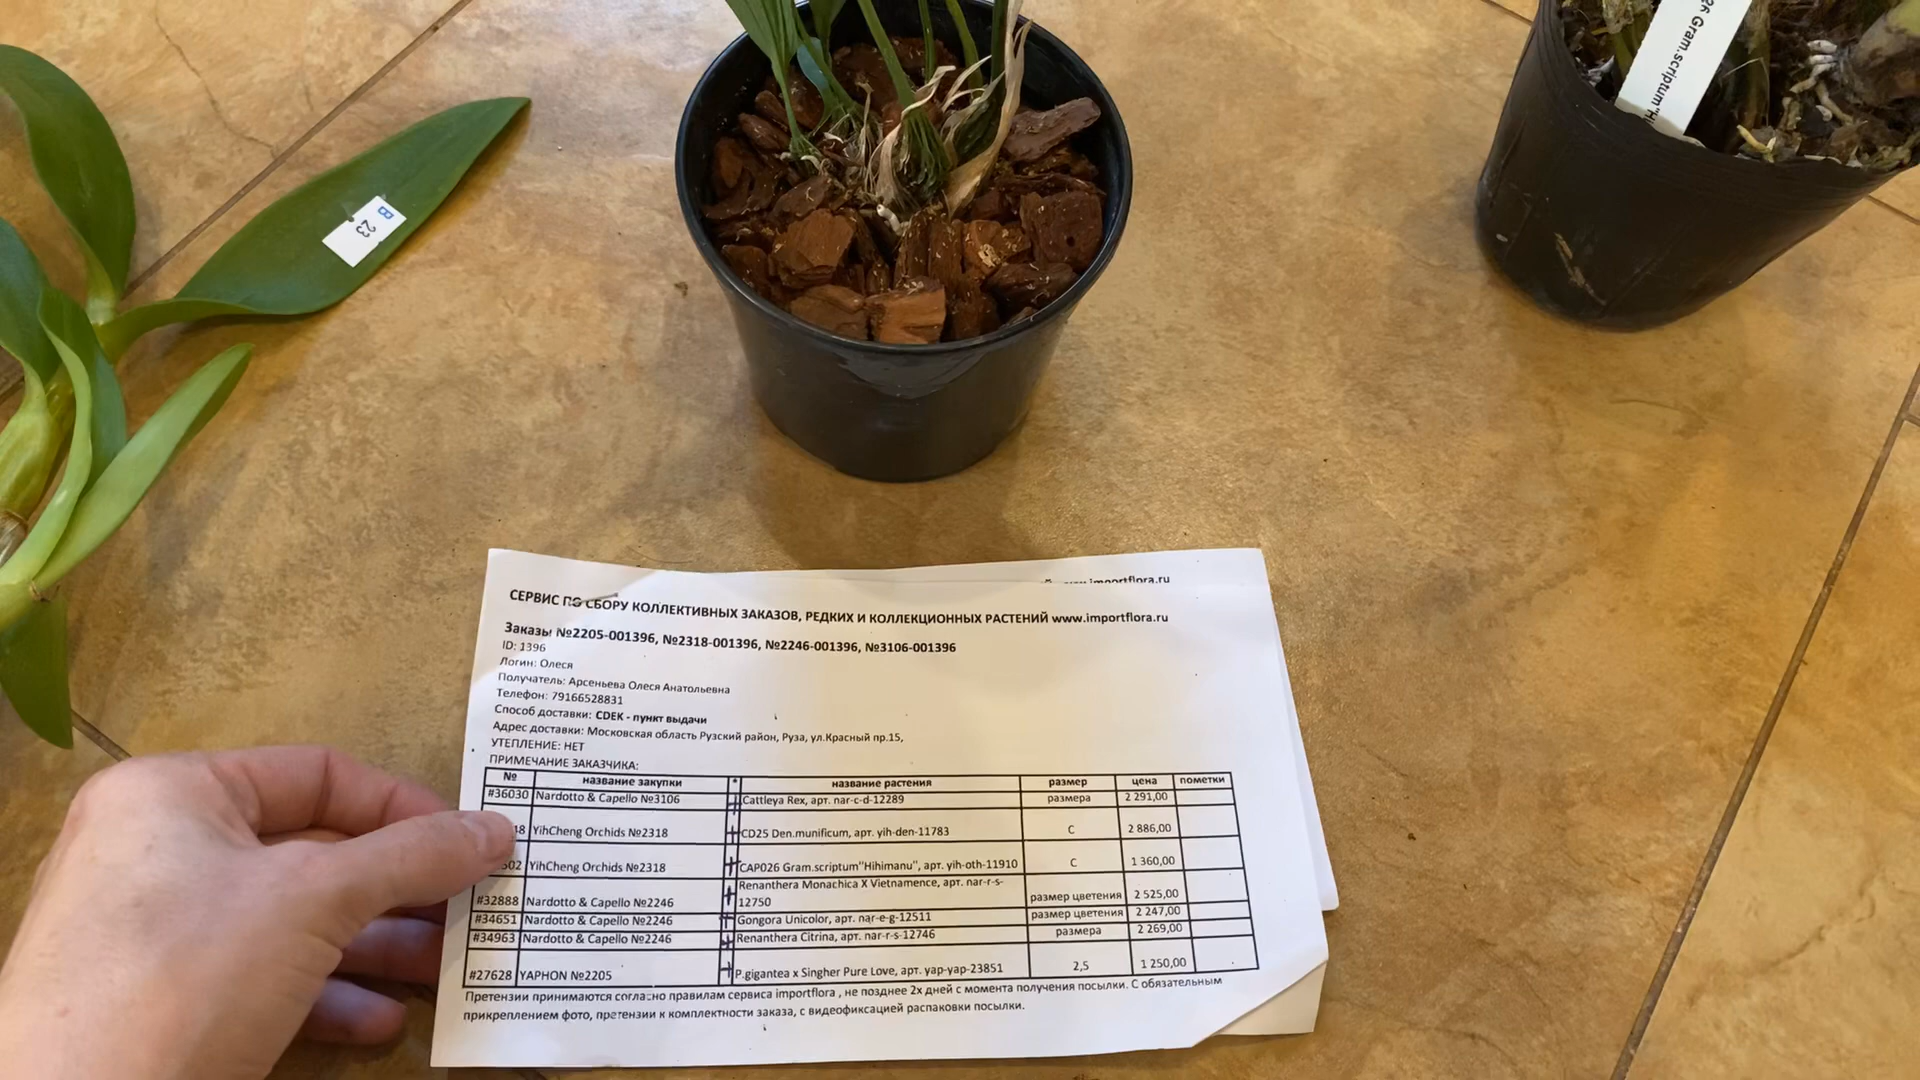 26 Gram.scriptum"Hi
B
23
www.importflora.ru
СЕРВИС ПО СБОРУ КОЛЛЕКТИВНЫХ ЗАКАЗОВ, РЕДКИХ И КОЛЛЕКЦИОННЫХ РАСТЕНИЙ www.importflora.ru
Заказы №2205-001396, №2318-001396, №2246-001396, №3106-001396
ID: 1396
Логин: Олеся
Получатель: Арсеньева Олеся Анатольевна
Телефон: 79166528831
Способ доставки: CDEK - пункт выдачи
Адрес доставки: Московская область Рузский район, Руза, ул.Красный пр.15,
УТЕПЛЕНИЕ: НЕТ
ПРИМЕЧАНИЕ ЗАКАЗЧИКА:
№ название закупки * название растения размер цена пометки
#36030 Nardotto & Capello №3106 + Cattleya Rex, арт. nar-c-d-12289 размера 2 291,00
48 YihCheng Orchids №2318 + CD25 Den.munificum, арт. yih-den-11783 C 2 886,00
502 YihCheng Orchids №2318 + CAP026 Gram.scriptum"Hihimanu", арт. yih-oth-11910 C 1 360,00
#32888 Nardotto & Capello №2246 + Renanthera Monachica X Vietnamence, арт. nar-r-s-12750 размер цветения 2 525,00
#34651 Nardotto & Capello №2246 + Gongora Unicolor, арт. nar-e-g-12511 размер цветения 2 247,00
#34963 Nardotto & Capello №2246 + Renanthera Citrina, арт. nar-r-s-12746 размера 2 269,00
#27628 YAPHON №2205 + P.gigantea x Singher Pure Love, арт. yap-yap-23851 2,5 1 250,00
Претензии принимаются согласно правилам сервиса importflora , не позднее 2х дней с момента получения посылки. С обязательным
прикреплением фото, претензии к комплектности заказа, с видеофиксацией распаковки посылки.